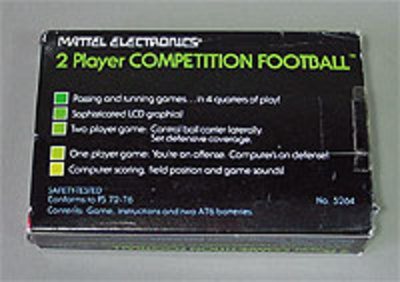 MATTEL ELECTRONICS®
2 Player COMPETITION FOOTBALL™
Passing and running games...in 4 quarters of play!
Sophisticated LCD graphics!
Two player game: Control ball carrier laterally.
Set defensive coverage.
One player game: You're on offense. Computer's on defense!
Computer scoring, field position and game sounds!
SAFETY-TESTED
Conforms to PS 72-76
Contents: Game, instructions and two A76 batteries
No. 5264